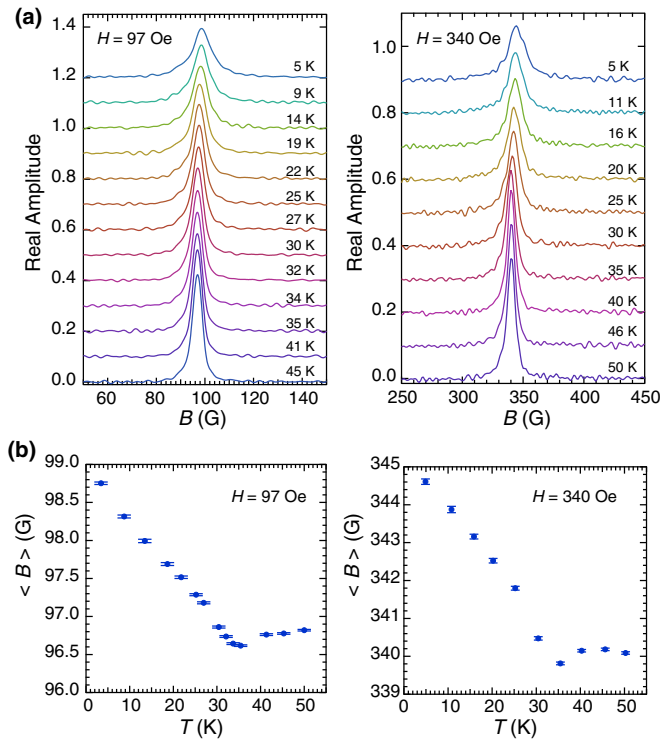 (a)
H = 97 Oe
Real Amplitude
1.4
1.2
1.0
0.8
0.6
0.4
0.2
0.0
5 K
9 K
14 K
19 K
22 K
25 K
27 K
30 K
32 K
34 K
35 K
41 K
45 K
60 80 100 120 140
B (G)
H = 340 Oe
Real Amplitude
1.0
0.8
0.6
0.4
0.2
0.0
5 K
11 K
16 K
20 K
25 K
30 K
35 K
40 K
46 K
50 K
250 300 350 400 450
B (G)
(b)
H = 97 Oe
< B > (G)
99.0
98.5
98.0
97.5
97.0
96.5
96.0
0 10 20 30 40 50
T (K)
H = 340 Oe
< B > (G)
345
344
343
342
341
340
339
0 10 20 30 40 50
T (K)